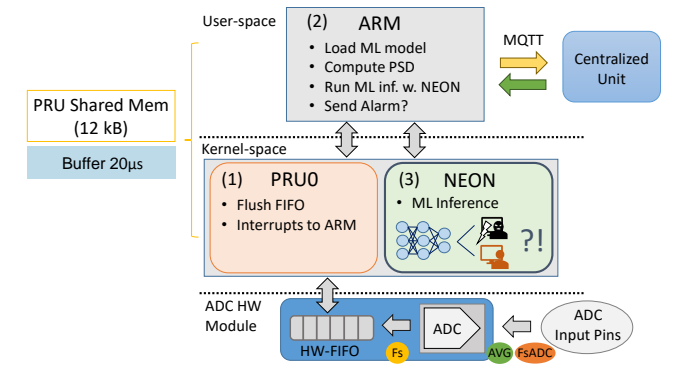 User-space
(2) ARM
• Load ML model
• Compute PSD
• Run ML inf. w. NEON
• Send Alarm?
MQTT
Centralized
Unit
PRU Shared Mem
(12 kB)
Buffer 20µs
Kernel-space
(1) PRU0
• Flush FIFO
• Interrupts to ARM
(3) NEON
• ML Inference
?!
ADC HW
Module
HW-FIFO
Fs
ADC
AVG
FsADC
ADC
Input Pins